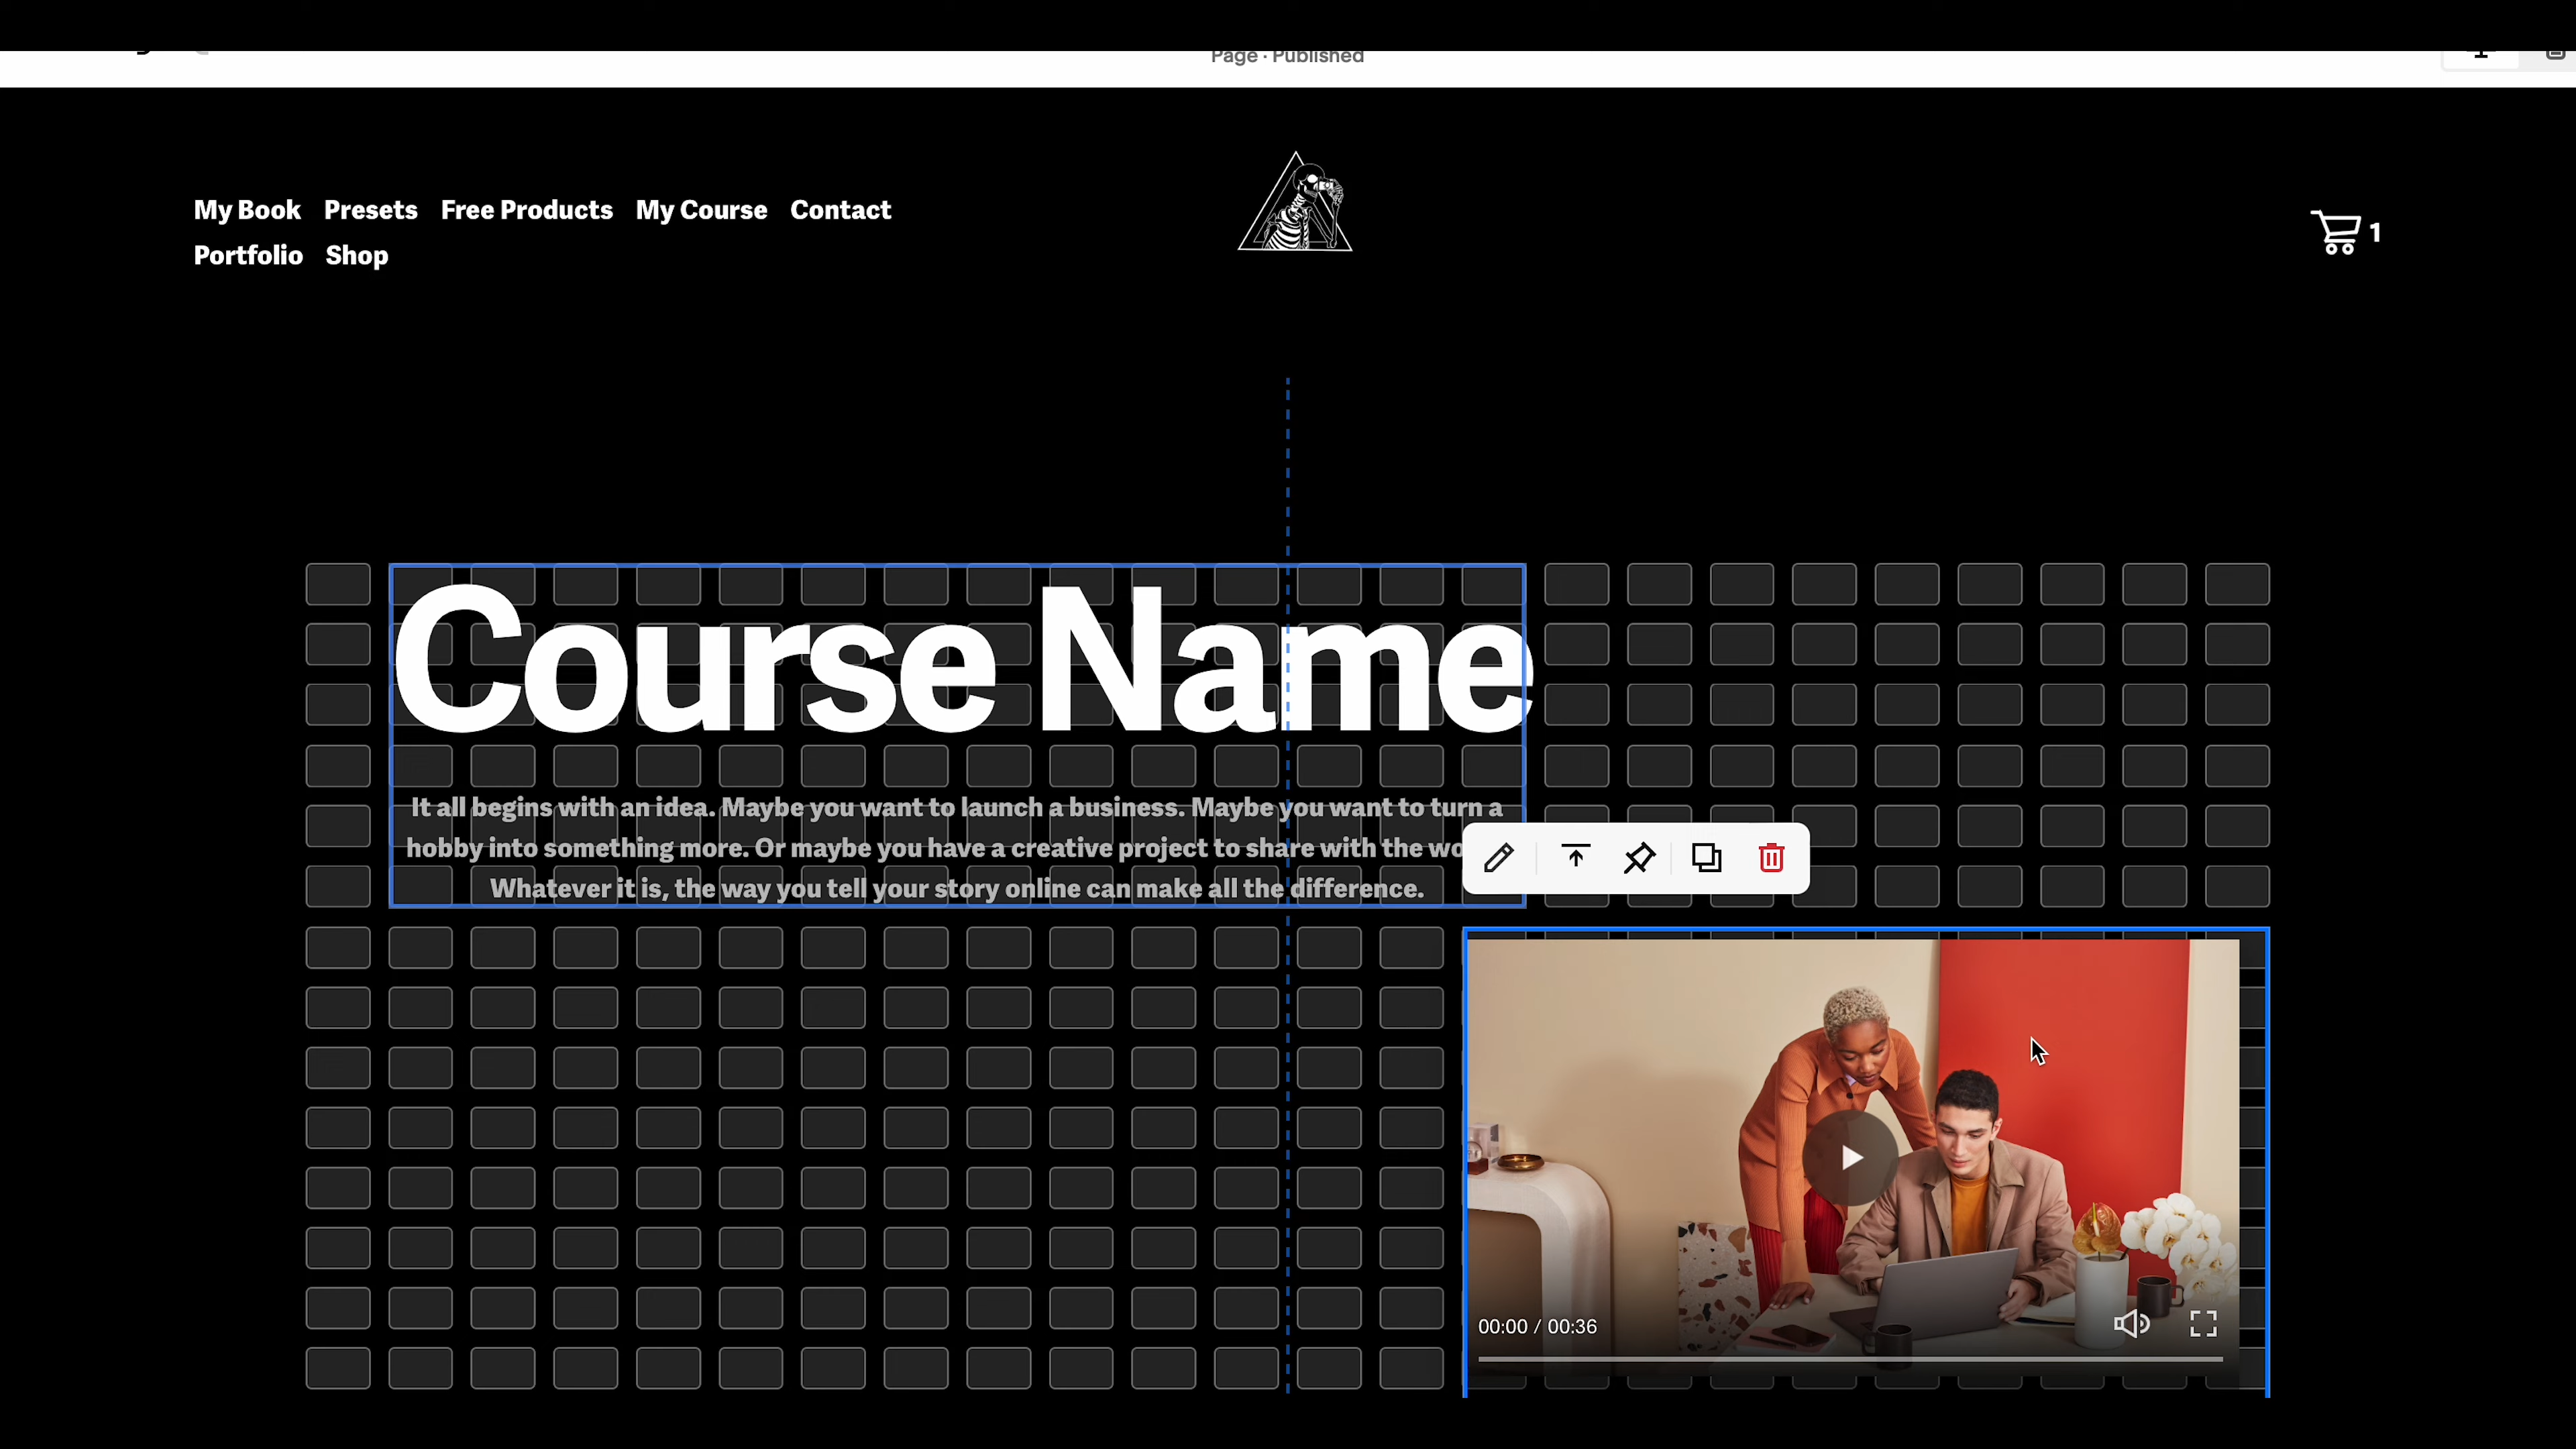 Page · Published
My Book Presets Free Products My Course Contact
Portfolio Shop
1
Course Name
It all begins with an idea. Maybe you want to launch a business. Maybe you want to turn a
hobby into something more. Or maybe you have a creative project to share with the wo
Whatever it is, the way you tell your story online can make all the difference.
00:00 / 00:36